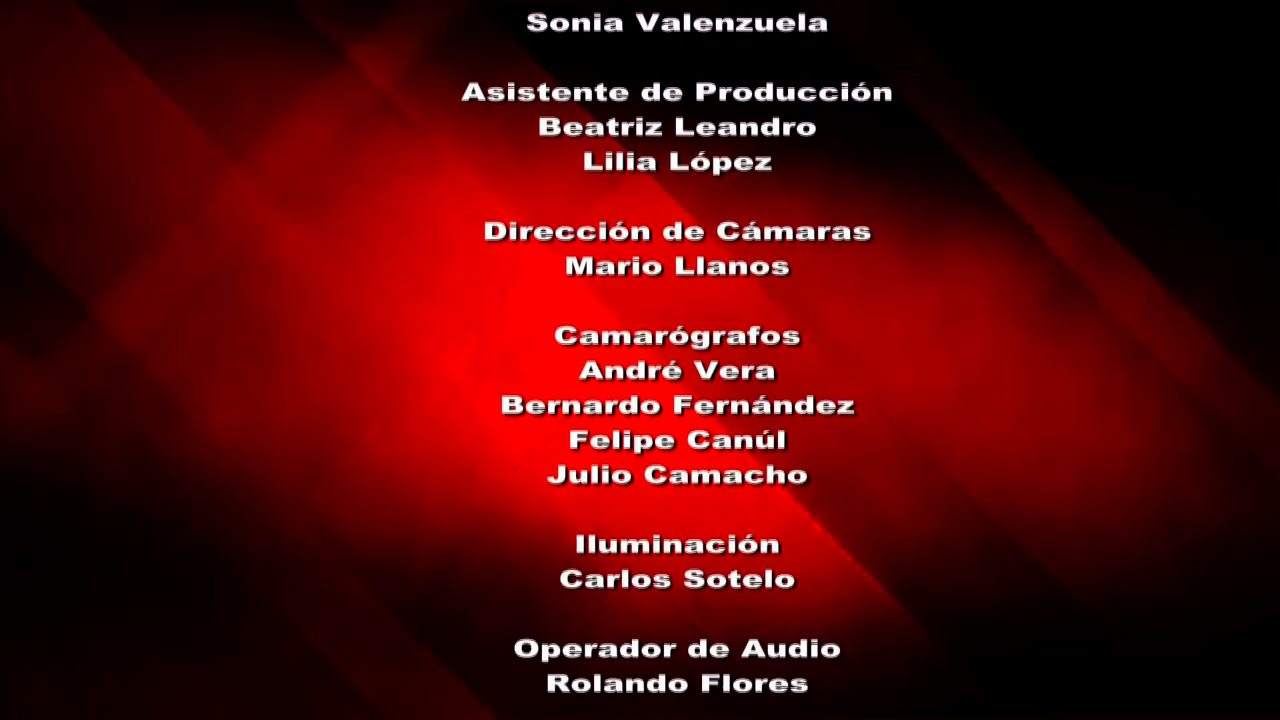 Sonia Valenzuela
Asistente de Producción
Beatriz Leandro
Lilia López
Dirección de Cámaras
Mario Llanos
Camarógrafos
André Vera
Bernardo Fernández
Felipe Canúl
Julio Camacho
Iluminación
Carlos Sotelo
Operador de Audio
Rolando Flores